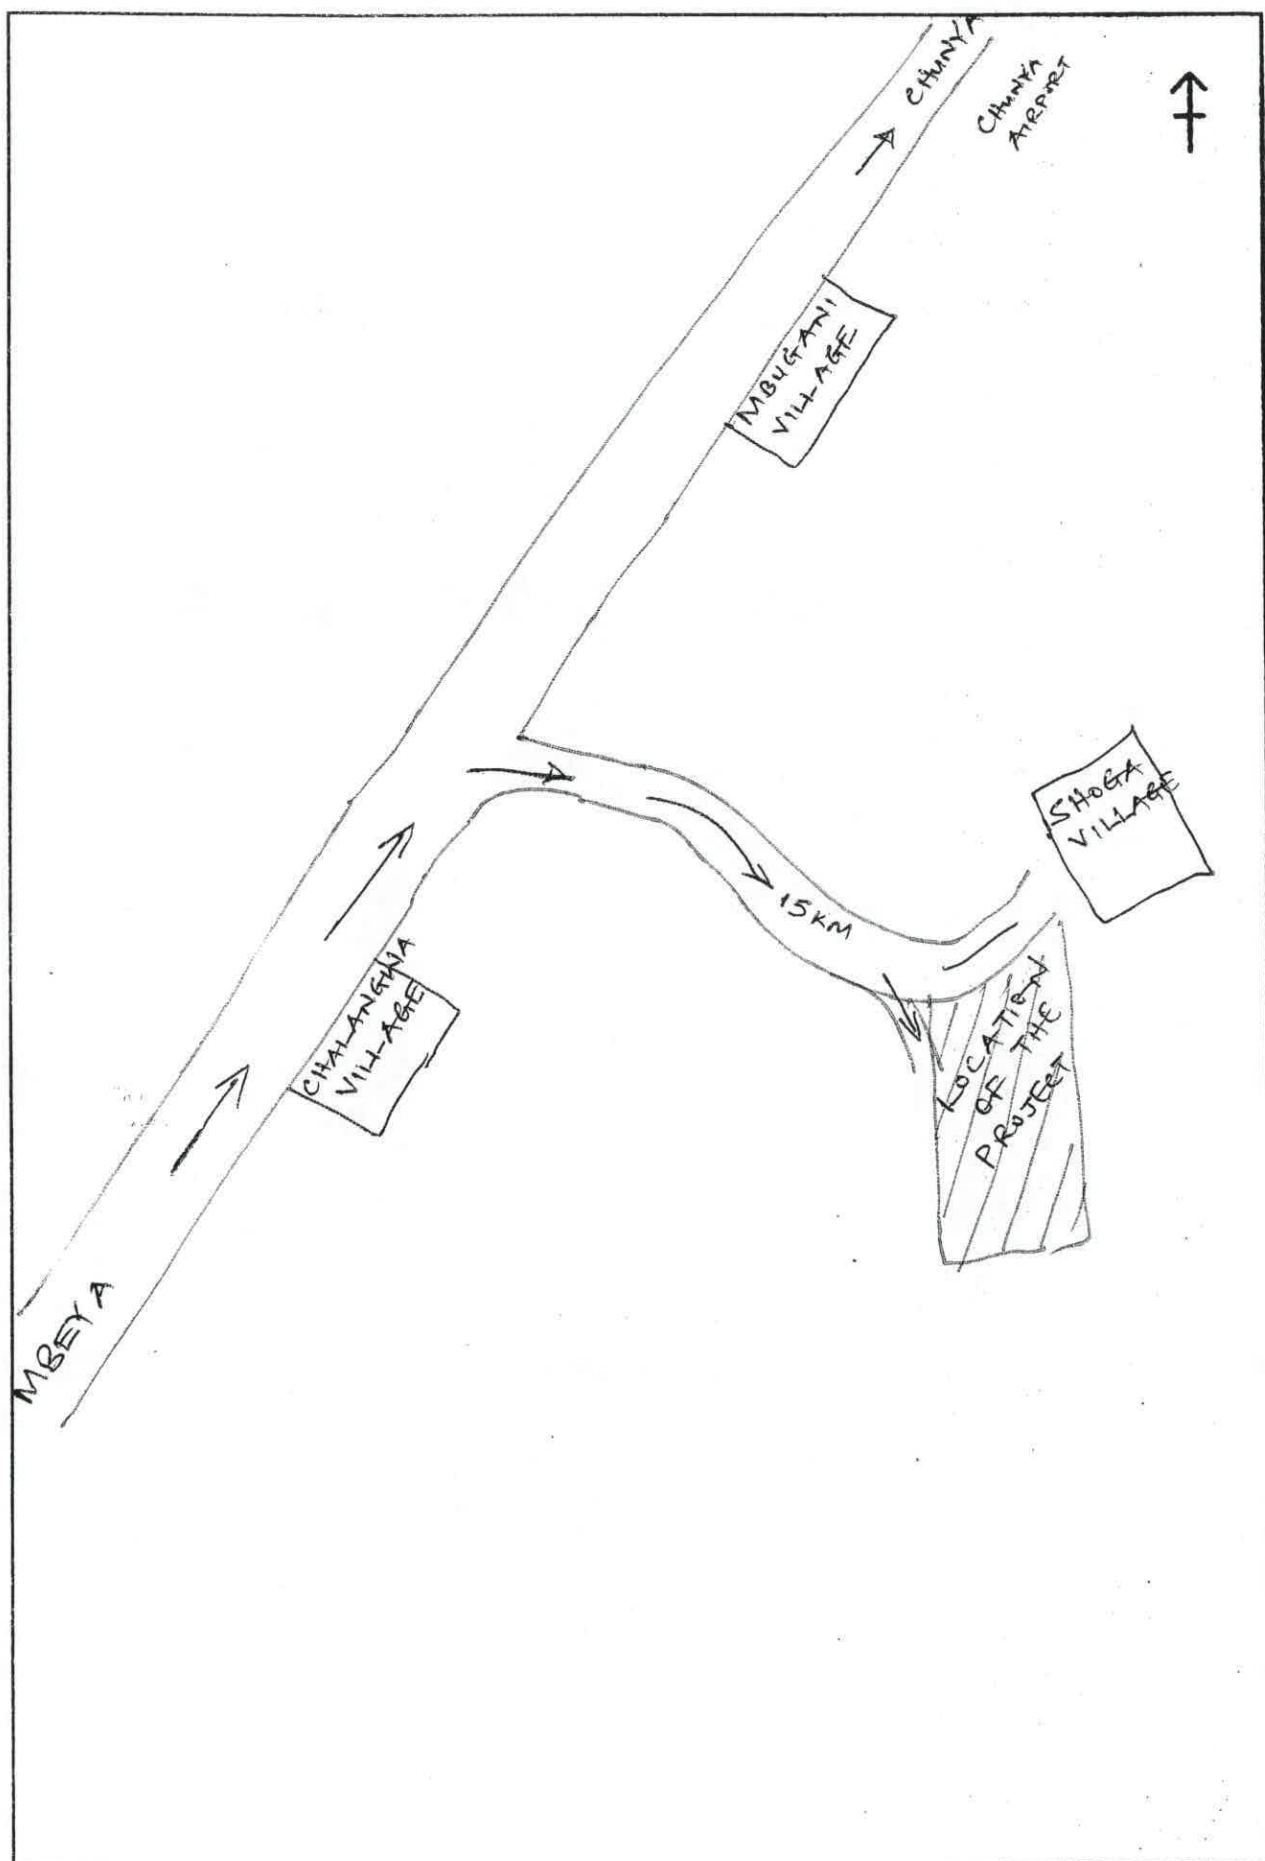 CHUNYA
CHUNYA
AIRPORT
MBUGANI
VILLAGE
SHOGA
VILLAGE
15KM
CHALANGWA
VILLAGE
LOCATION
OF THE
PROJECT
MBEYA